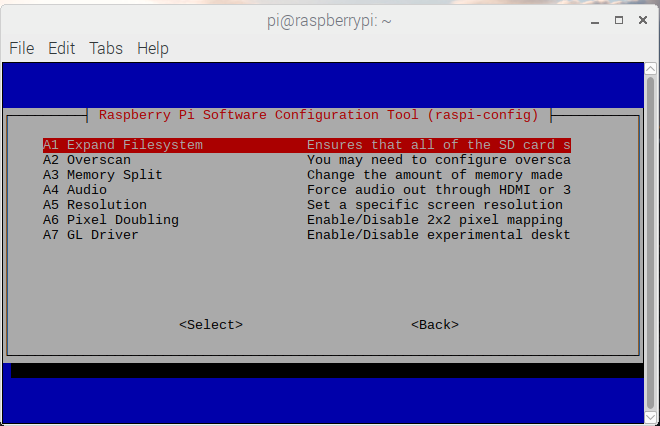 pi@raspberrypi: ~
File Edit Tabs Help
Raspberry Pi Software Configuration Tool (raspi-config)
A1 Expand Filesystem Ensures that all of the SD card s
A2 Overscan You may need to configure oversca
A3 Memory Split Change the amount of memory made
A4 Audio Force audio out through HDMI or 3
A5 Resolution Set a specific screen resolution
A6 Pixel Doubling Enable/Disable 2x2 pixel mapping
A7 GL Driver Enable/Disable experimental deskt
<Select> <Back>